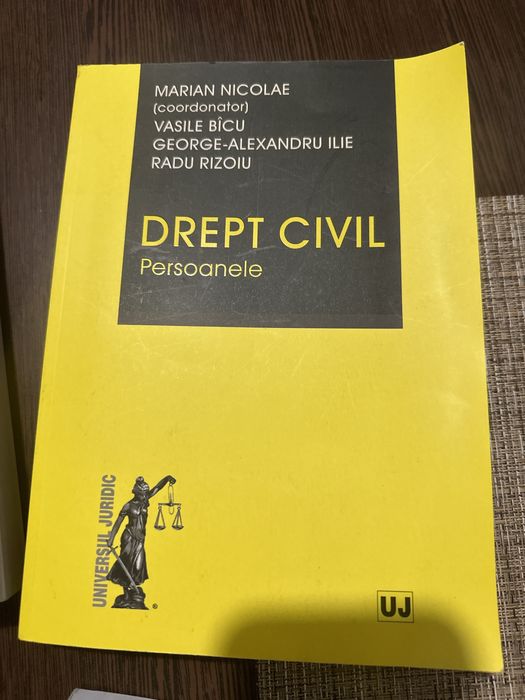 MARIAN NICOLAE
(coordonator)
VASILE BÎCU
GEORGE-ALEXANDRU ILIE
RADU RIZOIU
DREPT CIVIL
Persoanele
UNIVERSUL JURIDIC
®
UJ